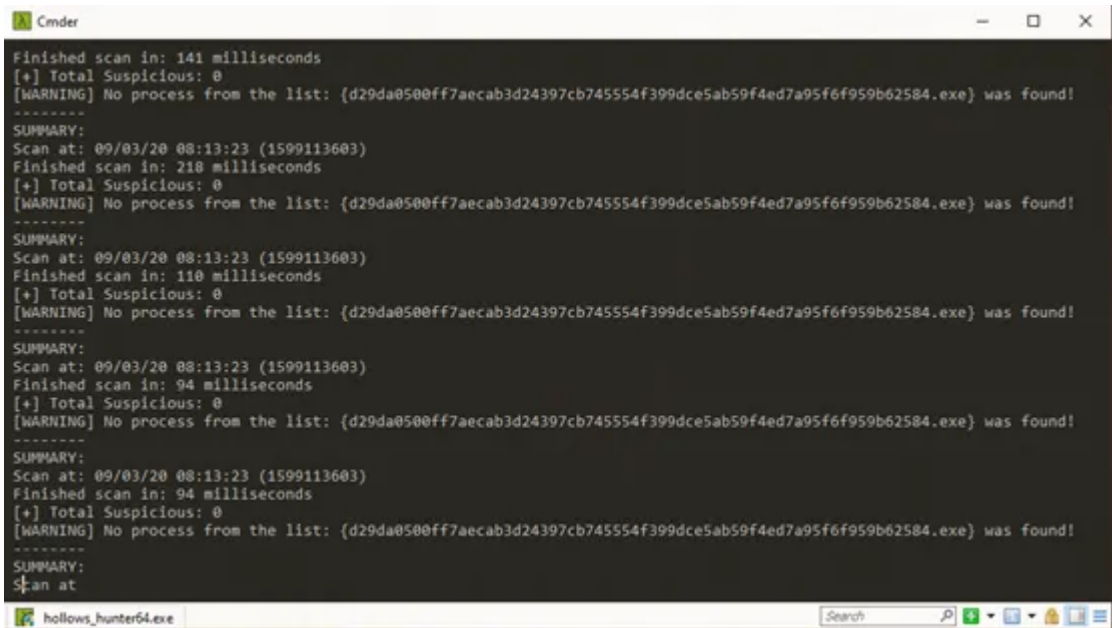 Cmder
Finished scan in: 141 milliseconds
[+] Total Suspicious: 0
[WARNING] No process from the list: {d29da0500ff7aecab3d24397cb745554f399dce5ab59f4ed7a95f6f959b62584.exe} was found!
--------
SUMMARY:
Scan at: 09/03/20 08:13:23 (1599113603)
Finished scan in: 218 milliseconds
[+] Total Suspicious: 0
[WARNING] No process from the list: {d29da0500ff7aecab3d24397cb745554f399dce5ab59f4ed7a95f6f959b62584.exe} was found!
--------
SUMMARY:
Scan at: 09/03/20 08:13:23 (1599113603)
Finished scan in: 110 milliseconds
[+] Total Suspicious: 0
[WARNING] No process from the list: {d29da0500ff7aecab3d24397cb745554f399dce5ab59f4ed7a95f6f959b62584.exe} was found!
--------
SUMMARY:
Scan at: 09/03/20 08:13:23 (1599113603)
Finished scan in: 94 milliseconds
[+] Total Suspicious: 0
[WARNING] No process from the list: {d29da0500ff7aecab3d24397cb745554f399dce5ab59f4ed7a95f6f959b62584.exe} was found!
--------
SUMMARY:
Scan at: 09/03/20 08:13:23 (1599113603)
Finished scan in: 94 milliseconds
[+] Total Suspicious: 0
[WARNING] No process from the list: {d29da0500ff7aecab3d24397cb745554f399dce5ab59f4ed7a95f6f959b62584.exe} was found!
--------
SUMMARY:
Scan at
hollows_hunter64.exe
Search